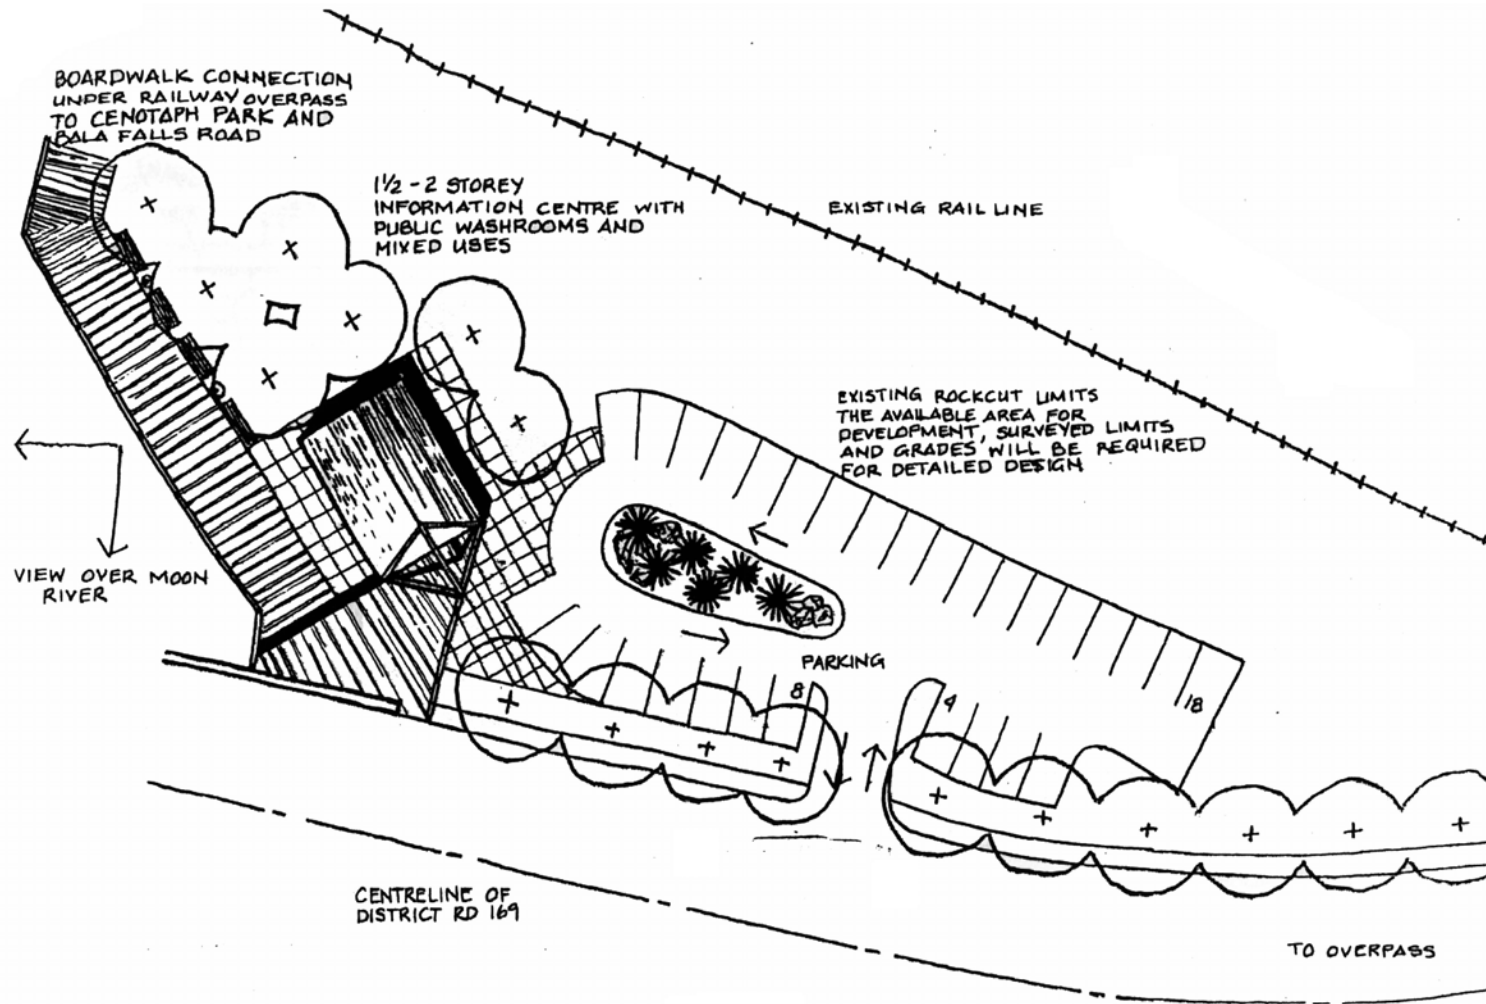 BOARDWALK CONNECTION
UNDER RAILWAY OVERPASS
TO CENOTAPH PARK AND
BALA FALLS ROAD
1½ - 2 STOREY
INFORMATION CENTRE WITH
PUBLIC WASHROOMS AND
MIXED USES
EXISTING RAIL LINE
EXISTING ROCKCUT LIMITS
THE AVAILABLE AREA FOR
DEVELOPMENT, SURVEYED LIMITS
AND GRADES WILL BE REQUIRED
FOR DETAILED DESIGN
VIEW OVER MOON
RIVER
PARKING
8
4
18
CENTRELINE OF
DISTRICT RD 169
TO OVERPASS